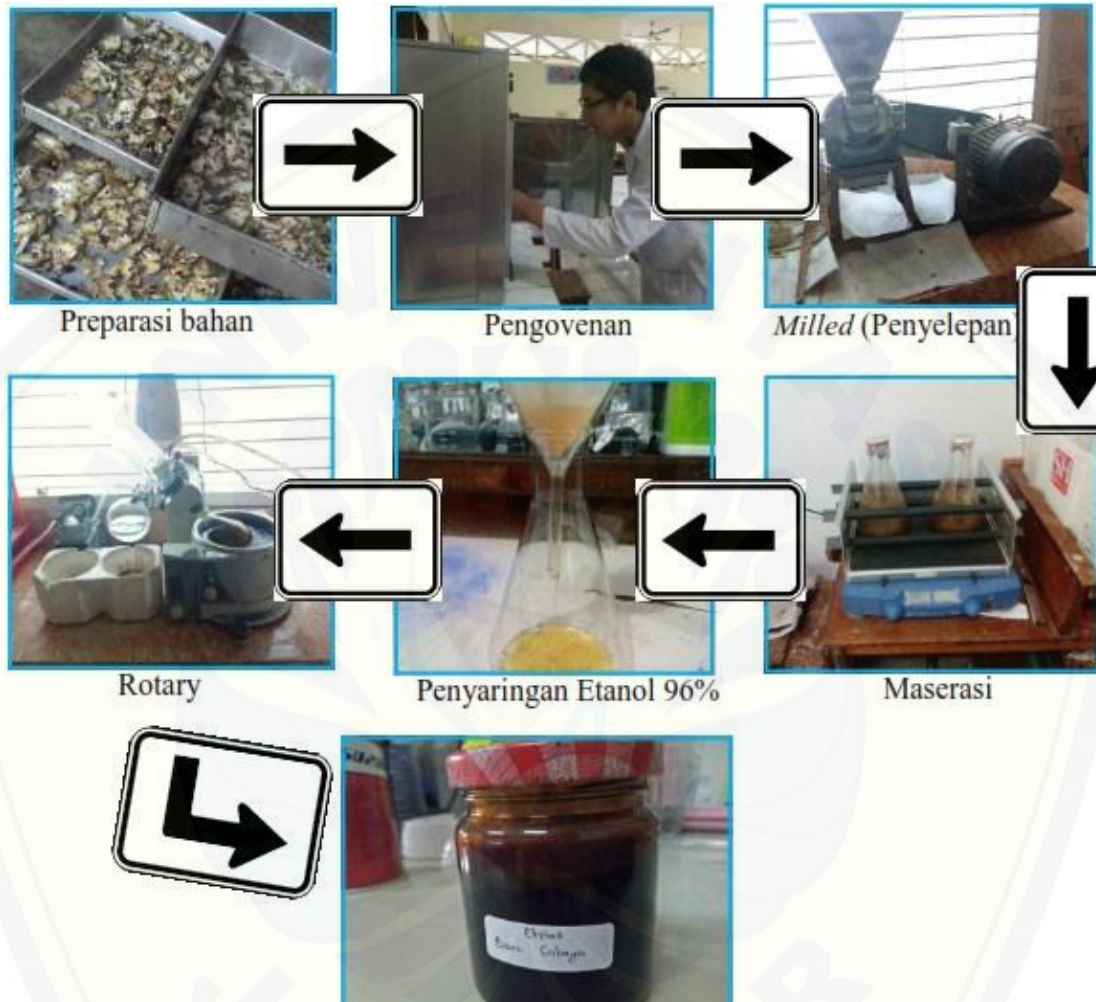 Preparasi bahan
Pengovenan
Milled (Penyelepan)
Rotary
Penyaringan Etanol 96%
Maserasi